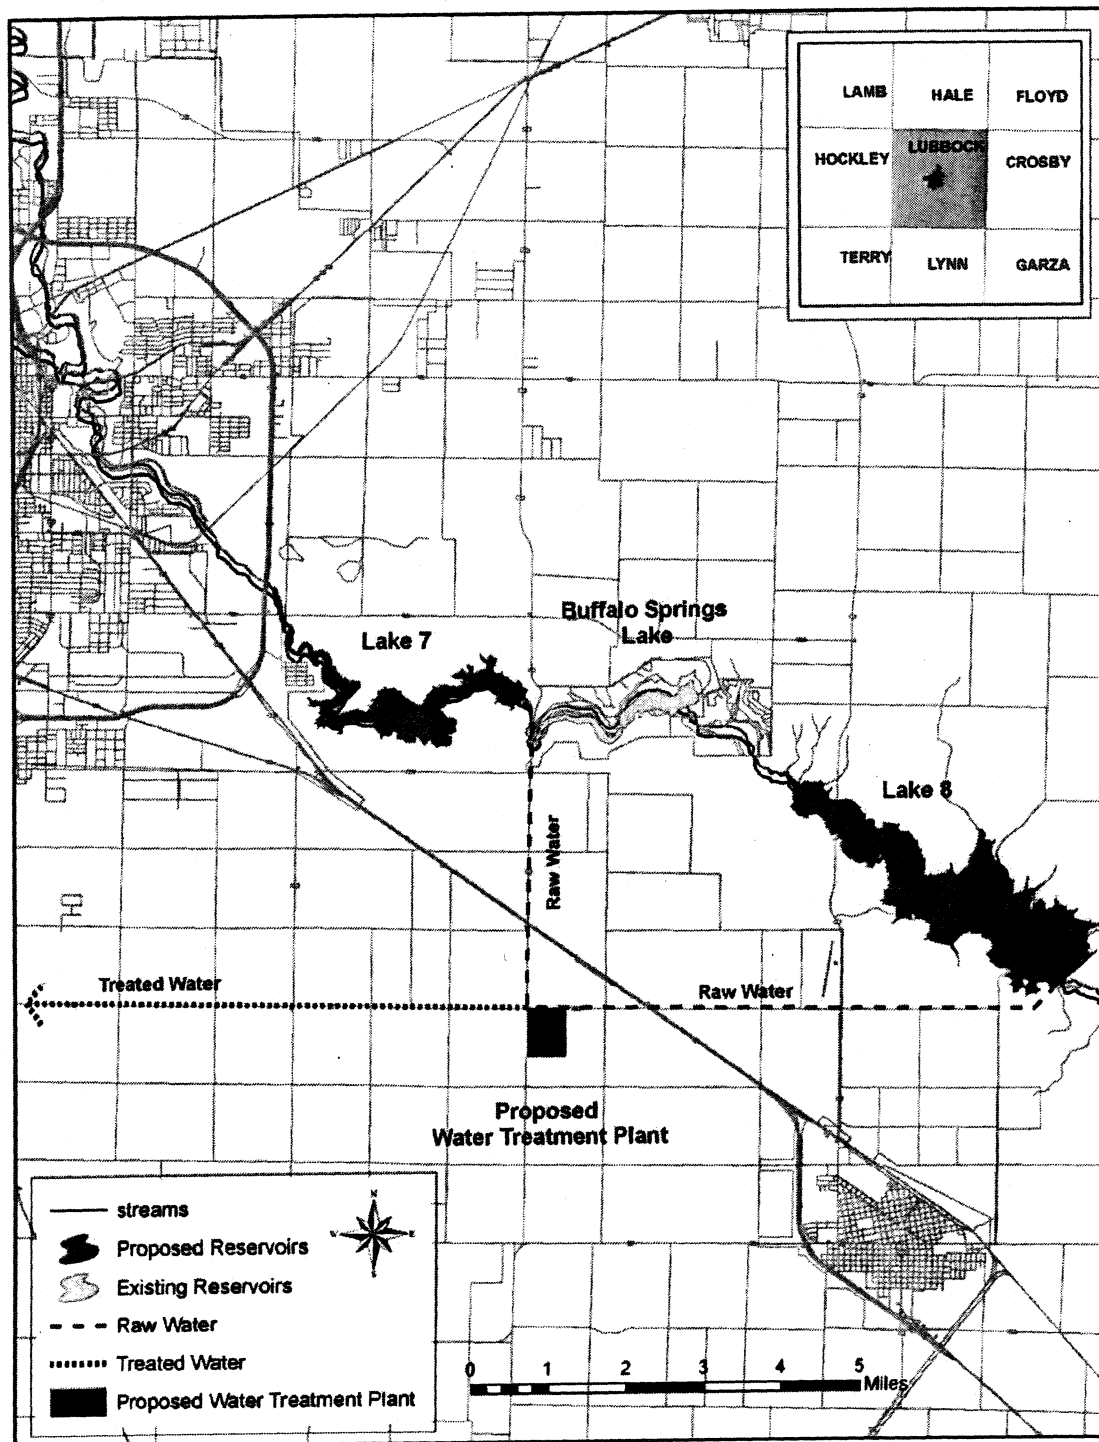 LAMB HALE FLOYD
HOCKLEY LUBBOCK CROSBY
TERRY LYNN GARZA
Buffalo Springs
Lake
Lake 7
Lake 8
Raw Water
Treated Water
Raw Water
Proposed
Water Treatment Plant
streams
Proposed Reservoirs
Existing Reservoirs
Raw Water
Treated Water
Proposed Water Treatment Plant
N
W E
S
0 1 2 3 4 5
Miles